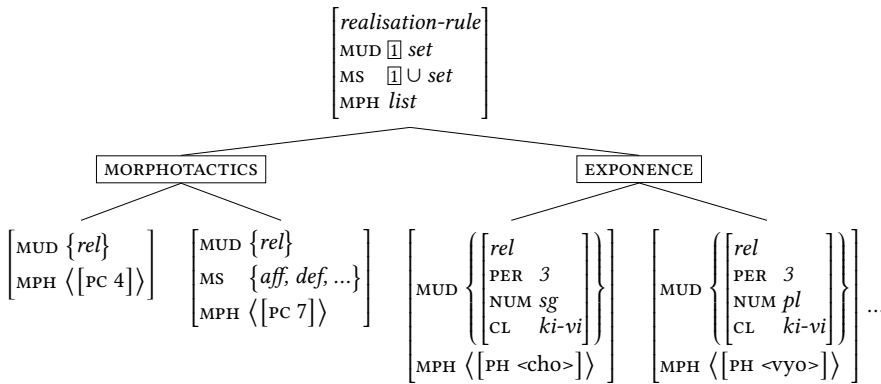 realisation-rule
MUD 1 set
MS 1 ∪ set
MPH list
MORPHOTACTICS
EXPONENCE
MUD {rel}
MPH ⟨[PC 4]⟩
MUD {rel}
MS {aff, def, ...}
MPH ⟨[PC 7]⟩
rel
PER 3
MUD
NUM sg
CL ki-vi
MPH ⟨[PH <cho>]⟩
rel
PER 3
MUD
NUM pl
CL ki-vi
MPH ⟨[PH <vyo>]⟩
...